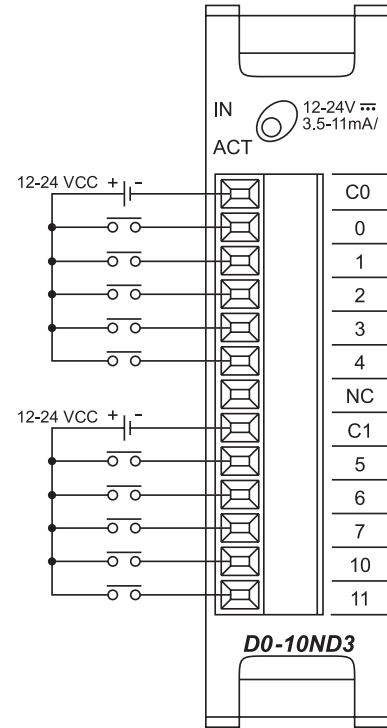 IN
12-24V ⎓
3.5-11mA/
ACT
12-24 VCC + - C0
0
1
2
3
4
NC
12-24 VCC + - C1
5
6
7
10
11
D0-10ND3